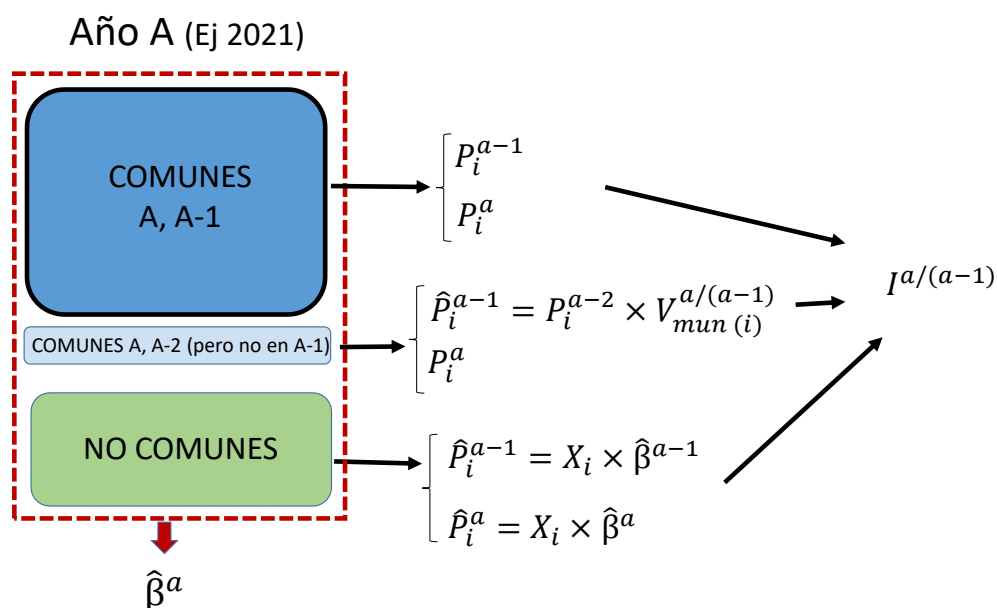 Año A (Ej 2021)
COMUNES
A, A-1
COMUNES A, A-2 (pero no en A-1)
NO COMUNES
β̂ᵃ
P_i^{a−1}
P_i^{a}
P̂_i^{a−1} = P_i^{a−2} × V_{mun (i)}^{a/(a−1)}
P_i^{a}
P̂_i^{a−1} = X_i × β̂^{a−1}
P̂_i^{a} = X_i × β̂^{a}
I^{a/(a−1)}